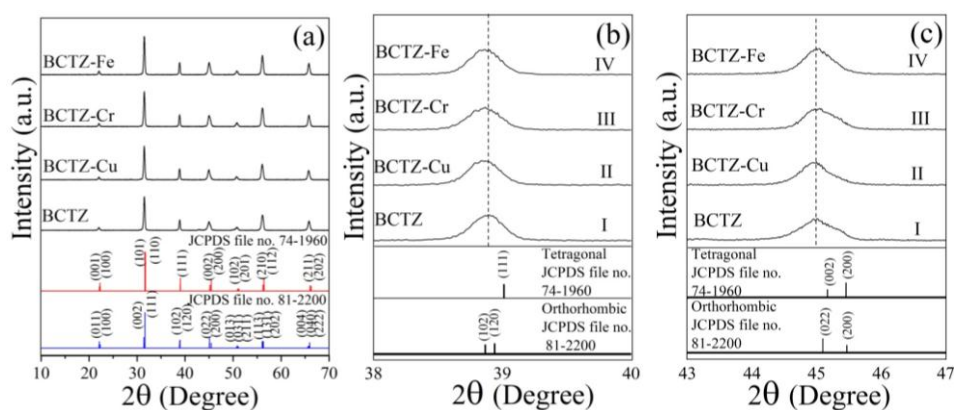 (a)
BCTZ-Fe
BCTZ-Cr
BCTZ-Cu
BCTZ
JCPDS file no. 74-1960
(001)
(100)
(101)
(110)
(111)
(002)
(200)
(102)
(201)
(210)
(112)
(211)
(202)
JCPDS file no. 81-2200
(011)
(100)
(002)
(111)
(102)
(120)
(022)
(200)
(013)
(211)
(202)
(004)
(222)
Intensity (a.u.)
10 20 30 40 50 60 70
2θ (Degree)
(b)
BCTZ-Fe
IV
BCTZ-Cr
III
BCTZ-Cu
II
BCTZ
I
Tetragonal
JCPDS file no.
74-1960
(111)
Orthorhombic
JCPDS file no.
81-2200
(102)
(120)
Intensity (a.u.)
38 39 40
2θ (Degree)
(c)
BCTZ-Fe
IV
BCTZ-Cr
III
BCTZ-Cu
II
BCTZ
I
Tetragonal
JCPDS file no.
74-1960
(002)
(200)
Orthorhombic
JCPDS file no.
81-2200
(022)
(200)
Intensity (a.u.)
43 44 45 46 47
2θ (Degree)